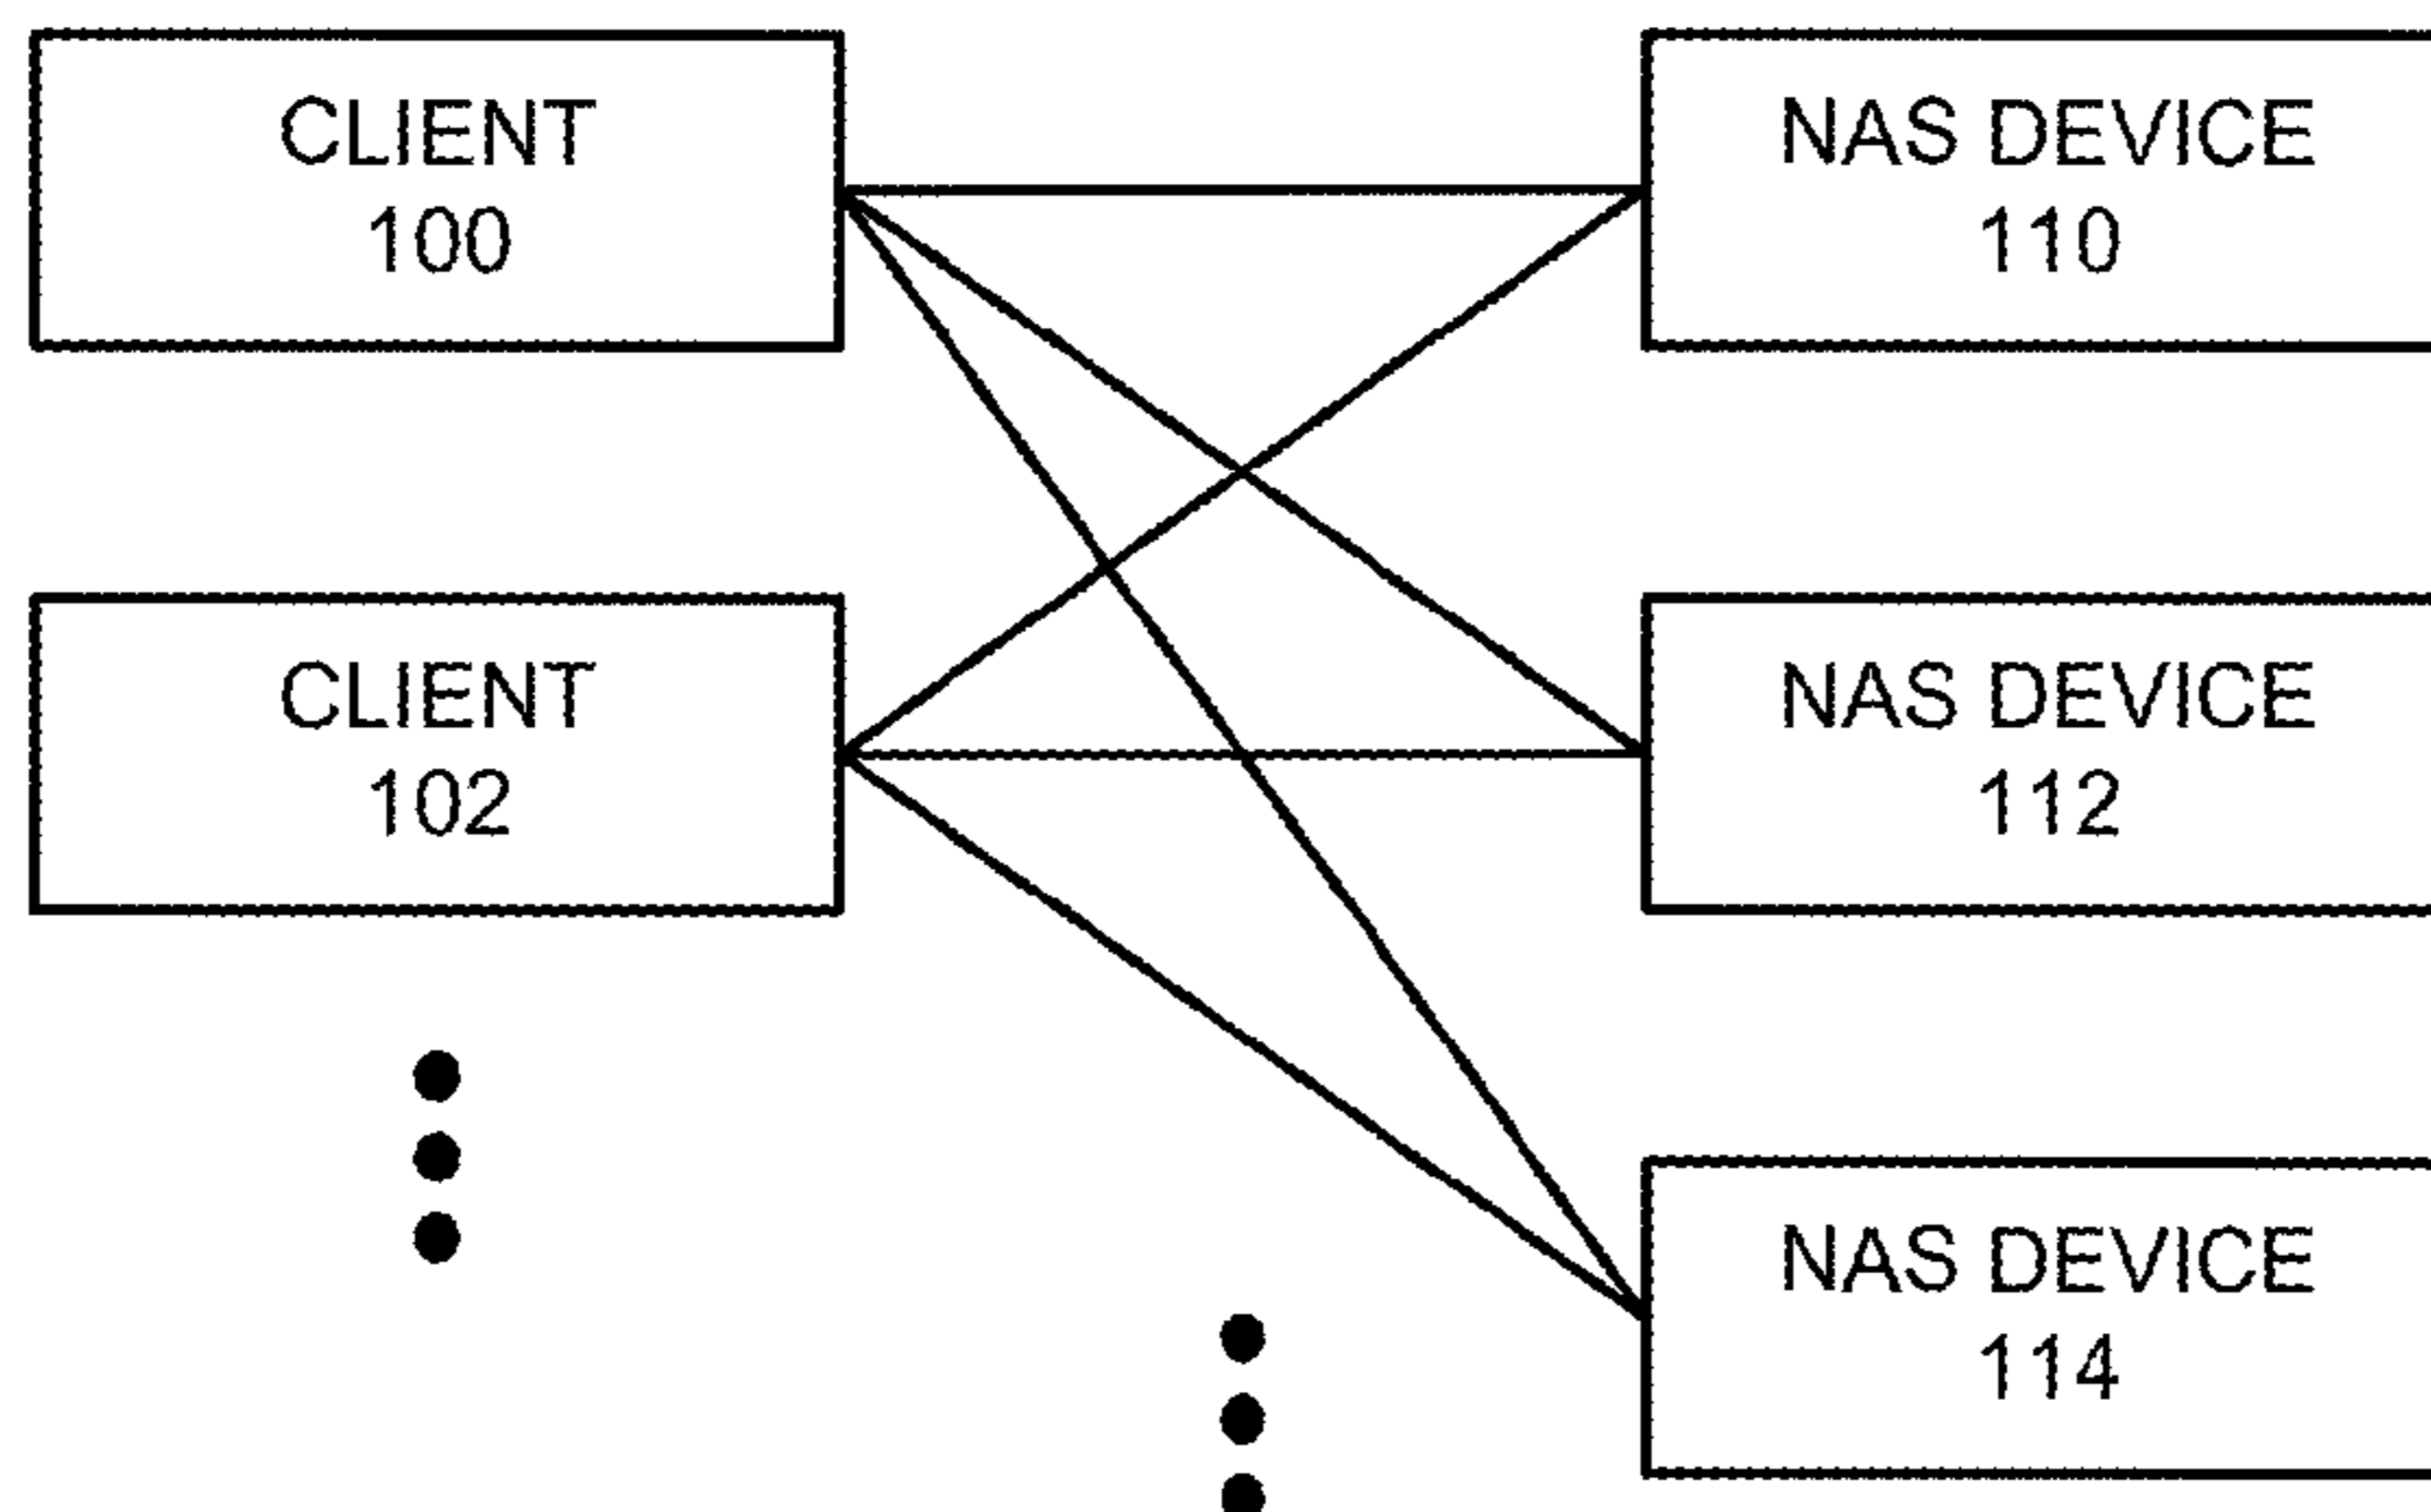 CLIENT
100
NAS DEVICE
110
CLIENT
102
NAS DEVICE
112
NAS DEVICE
114